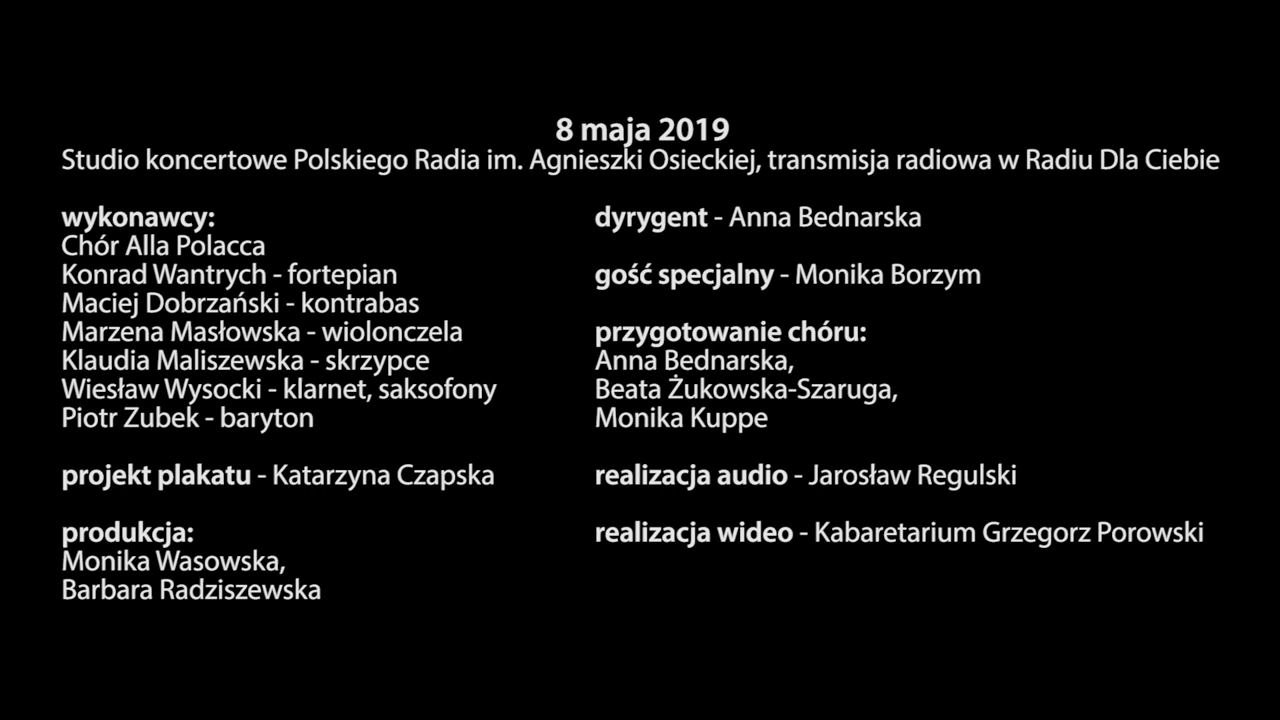 8 maja 2019
Studio koncertowe Polskiego Radia im. Agnieszki Osieckiej, transmisja radiowa w Radiu Dla Ciebie
wykonawcy:
Chór Alla Polacca
Konrad Wantrych - fortepian
Maciej Dobrzański - kontrabas
Marzena Masłowska - wiolonczela
Klaudia Maliszewska - skrzypce
Wiesław Wysocki - klarnet, saksofony
Piotr Zubek - baryton
projekt plakatu - Katarzyna Czapska
produkcja:
Monika Wasowska,
Barbara Radziszewska
dyrygent - Anna Bednarska
gość specjalny - Monika Borzym
przygotowanie chóru:
Anna Bednarska,
Beata Żukowska-Szaruga,
Monika Kuppe
realizacja audio - Jarosław Regulski
realizacja wideo - Kabaretarium Grzegorz Porowski